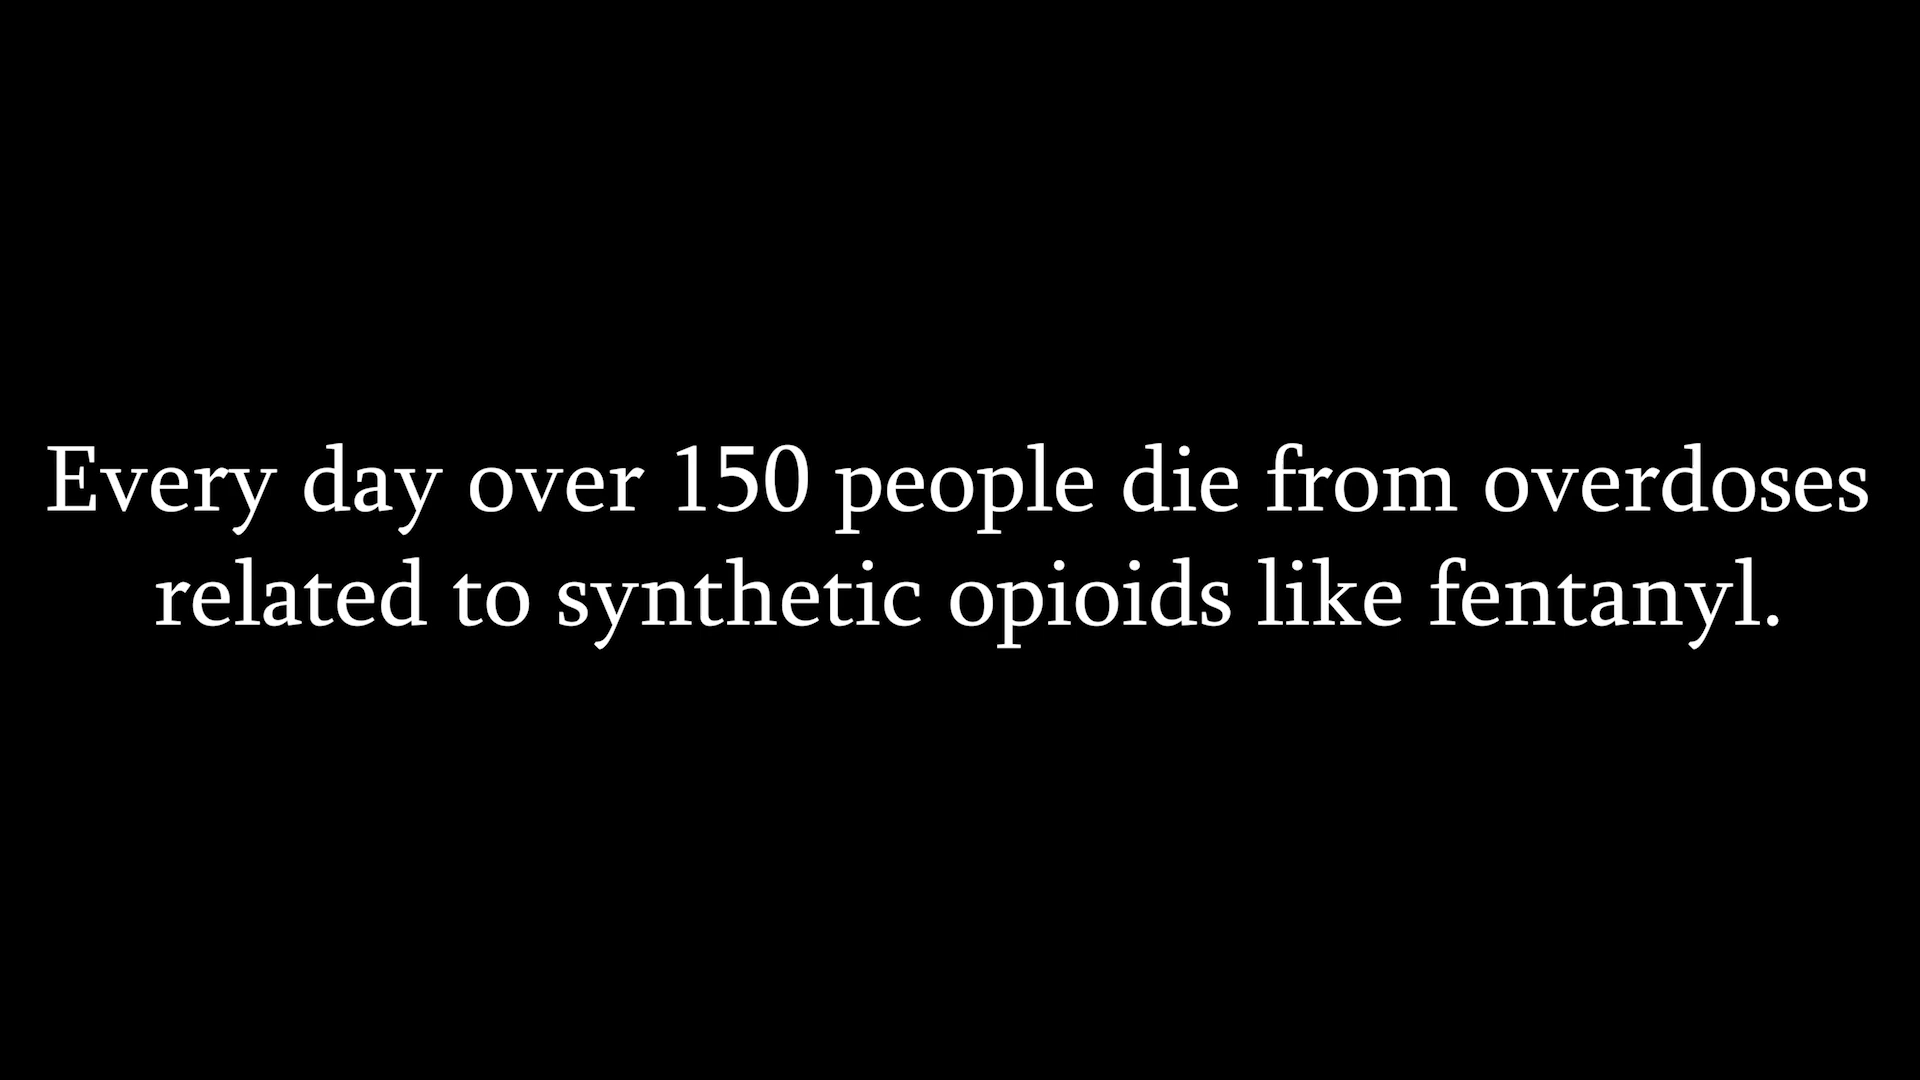 Every day over 150 people die from overdoses
related to synthetic opioids like fentanyl.